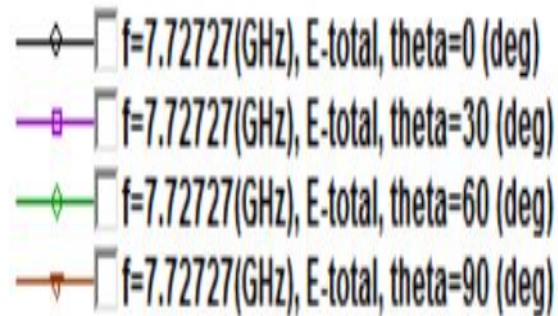 f=7.72727(GHz), E-total, theta=0 (deg)
f=7.72727(GHz), E-total, theta=30 (deg)
f=7.72727(GHz), E-total, theta=60 (deg)
f=7.72727(GHz), E-total, theta=90 (deg)